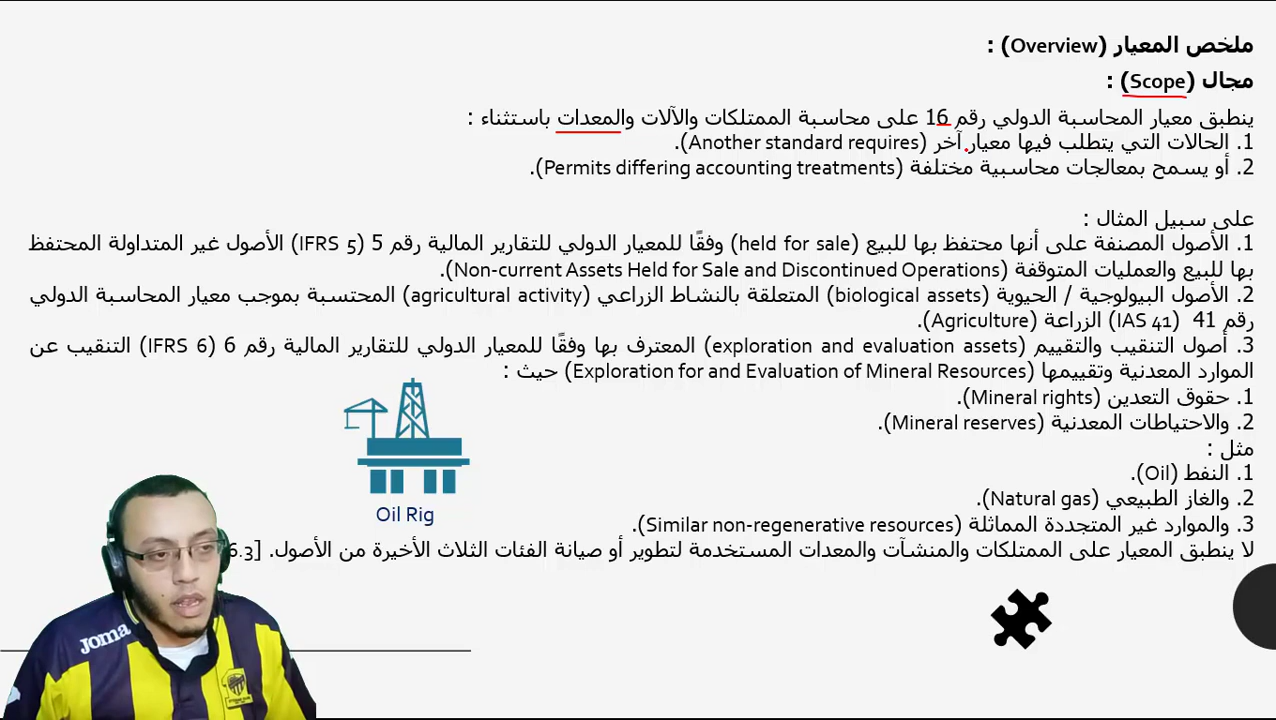 ملخص المعيار (Overview) :
مجال (Scope) :
ينطبق معيار المحاسبة الدولي رقم 16 على محاسبة الممتلكات والآلات والمعدات باستثناء :
1. الحالات التي يتطلب فيها معيار آخر (Another standard requires).
2. أو يسمح بمعالجات محاسبية مختلفة (Permits differing accounting treatments).
على سبيل المثال :
1. الأصول المصنفة على أنها محتفظ بها للبيع (held for sale) وفقًا للمعيار الدولي للتقارير المالية رقم 5 (IFRS 5) الأصول غير المتداولة المحتفظ
بها للبيع والعمليات المتوقفة (Non-current Assets Held for Sale and Discontinued Operations).
2. الأصول البيولوجية / الحيوية (biological assets) المتعلقة بالنشاط الزراعي (agricultural activity) المحتسبة بموجب معيار المحاسبة الدولي
رقم 41 (IAS 41) الزراعة (Agriculture).
3. أصول التنقيب والتقييم (exploration and evaluation assets) المعترف بها وفقًا للمعيار الدولي للتقارير المالية رقم 6 (IFRS 6) التنقيب عن
الموارد المعدنية وتقييمها (Exploration for and Evaluation of Mineral Resources) حيث :
1. حقوق التعدين (Mineral rights).
2. والاحتياطات المعدنية (Mineral reserves).
مثل :
1. النفط (Oil).
2. والغاز الطبيعي (Natural gas).
3. والموارد غير المتجددة المماثلة (Similar non-regenerative resources).
لا ينطبق المعيار على الممتلكات والمنشآت والمعدات المستخدمة لتطوير أو صيانة الفئات الثلاث الأخيرة من الأصول. [6.3
Oil Rig
Joma